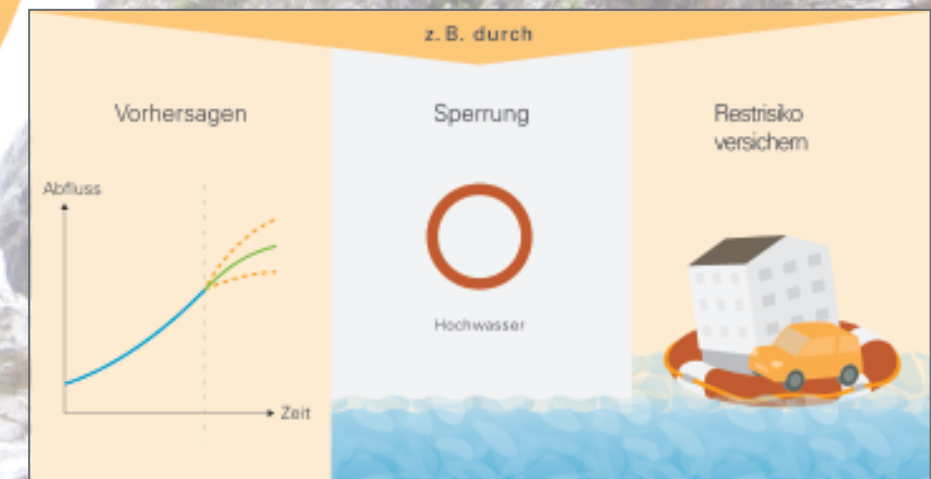 z. B. durch
Vorhersagen
Abfluss
Zeit
Sperrung
Hochwasser
Restrisiko
versichern